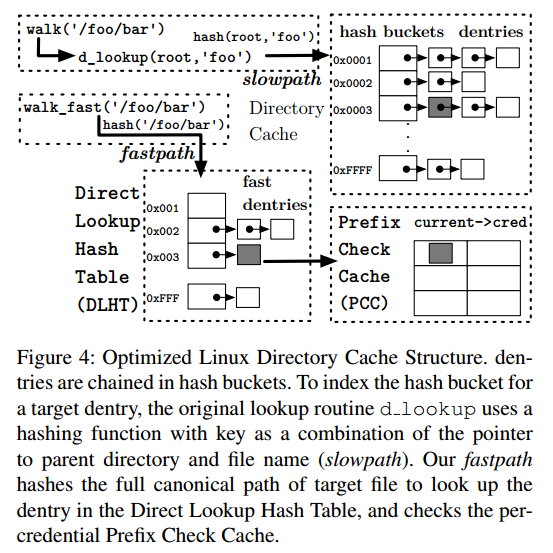 walk('/foo/bar')
d_lookup(root,'foo')
hash(root,'foo')
slowpath
hash buckets dentries
0x0001
0x0002
0x0003
0xFFFF
walk_fast('/foo/bar')
hash('/foo/bar')
fastpath
Directory
Cache
Direct
Lookup
Hash
Table
(DLHT)
fast
dentries
0x001
0x002
0x003
0xFFF
Prefix
Check
Cache
(PCC)
current->cred
Figure 4: Optimized Linux Directory Cache Structure. den-
tries are chained in hash buckets. To index the hash bucket for
a target dentry, the original lookup routine d_lookup uses a
hashing function with key as a combination of the pointer
to parent directory and file name (slowpath). Our fastpath
hashes the full canonical path of target file to look up the
dentry in the Direct Lookup Hash Table, and checks the per-
credential Prefix Check Cache.